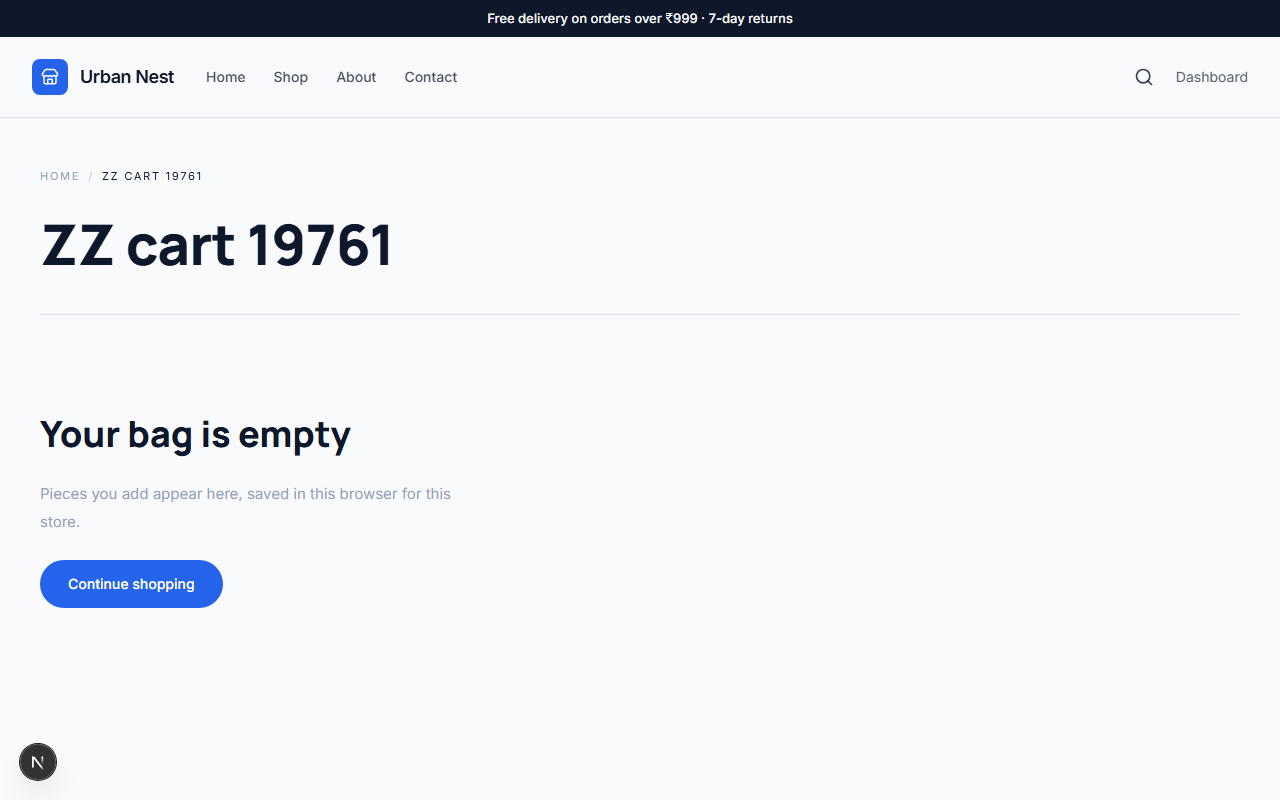 Free delivery on orders over ₹999 · 7-day returns
Urban Nest
Home
Shop
About
Contact
Dashboard
HOME / ZZ CART 19761
ZZ cart 19761
Your bag is empty
Pieces you add appear here, saved in this browser for this
store.
Continue shopping
N